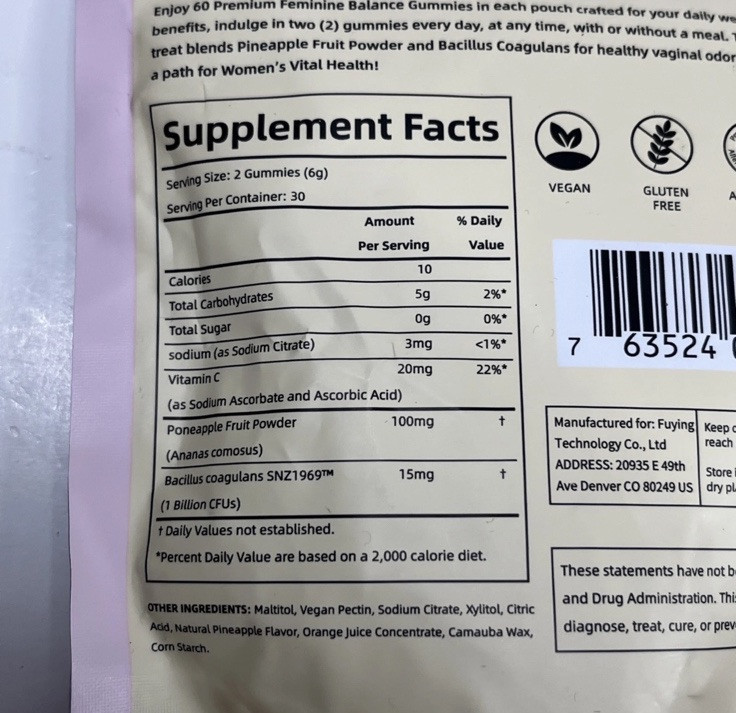 Enjoy 60 Premium Feminine Balance Gummies in each pouch crafted for your daily we
benefits, indulge in two (2) gummies every day, at any time, with or without a meal. T
treat blends Pineapple Fruit Powder and Bacillus Coagulans for healthy vaginal odor
a path for Women's Vital Health!
Supplement Facts
Serving Size: 2 Gummies (6g)
Serving Per Container: 30
Amount Per Serving % Daily Value
Calories 10
Total Carbohydrates 5g 2%*
Total Sugar 0g 0%*
sodium (as Sodium Citrate) 3mg <1%*
Vitamin C 20mg 22%*
(as Sodium Ascorbate and Ascorbic Acid)
Poneapple Fruit Powder 100mg †
(Ananas comosus)
Bacillus coagulans SNZ1969™ 15mg †
(1 Billion CFUs)
† Daily Values not established.
*Percent Daily Value are based on a 2,000 calorie diet.
OTHER INGREDIENTS: Maltitol, Vegan Pectin, Sodium Citrate, Xylitol, Citric
Acid, Natural Pineapple Flavor, Orange Juice Concentrate, Camauba Wax,
Corn Starch.
VEGAN
GLUTEN
FREE
7 63524
Manufactured for: Fuying
Technology Co., Ltd
ADDRESS: 20935 E 49th
Ave Denver CO 80249 US
Keep
reach
Store
dry
These statements have not
and Drug Administration.
diagnose, treat, cure, or